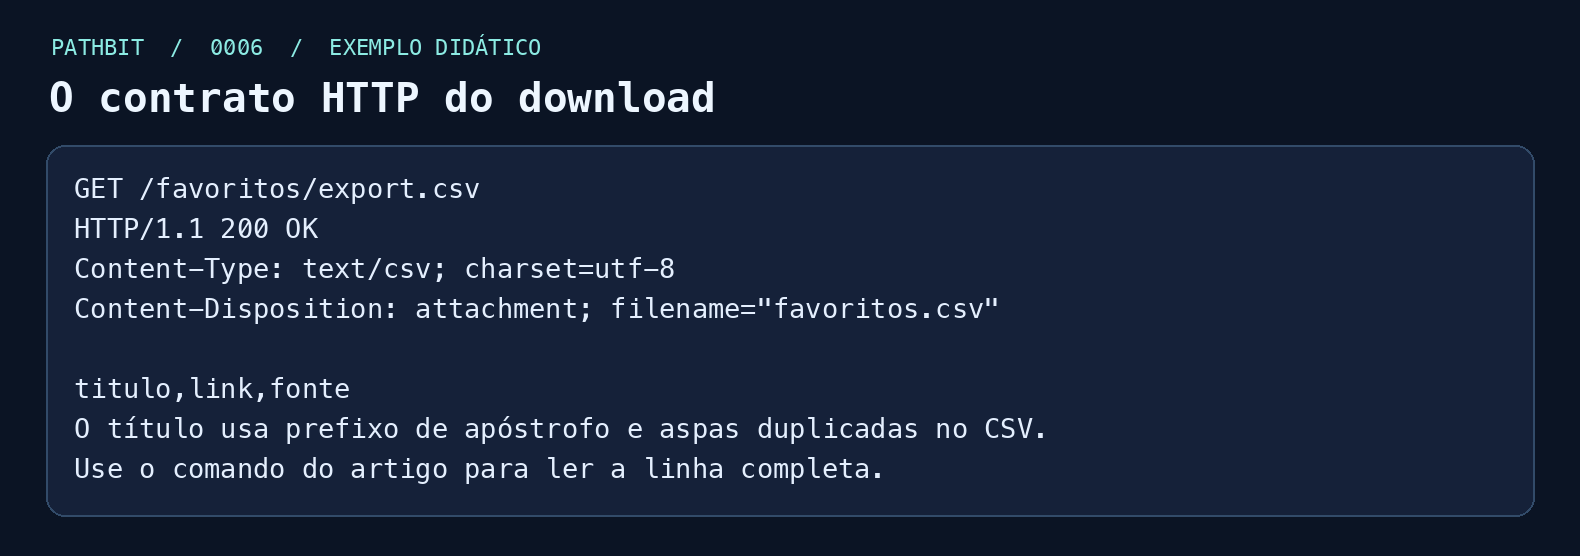 PATHBIT / 0006 / EXEMPLO DIDÁTICO
O contrato HTTP do download
GET /favoritos/export.csv
HTTP/1.1 200 OK
Content-Type: text/csv; charset=utf-8
Content-Disposition: attachment; filename="favoritos.csv"
titulo,link,fonte
O título usa prefixo de apóstrofo e aspas duplicadas no CSV.
Use o comando do artigo para ler a linha completa.